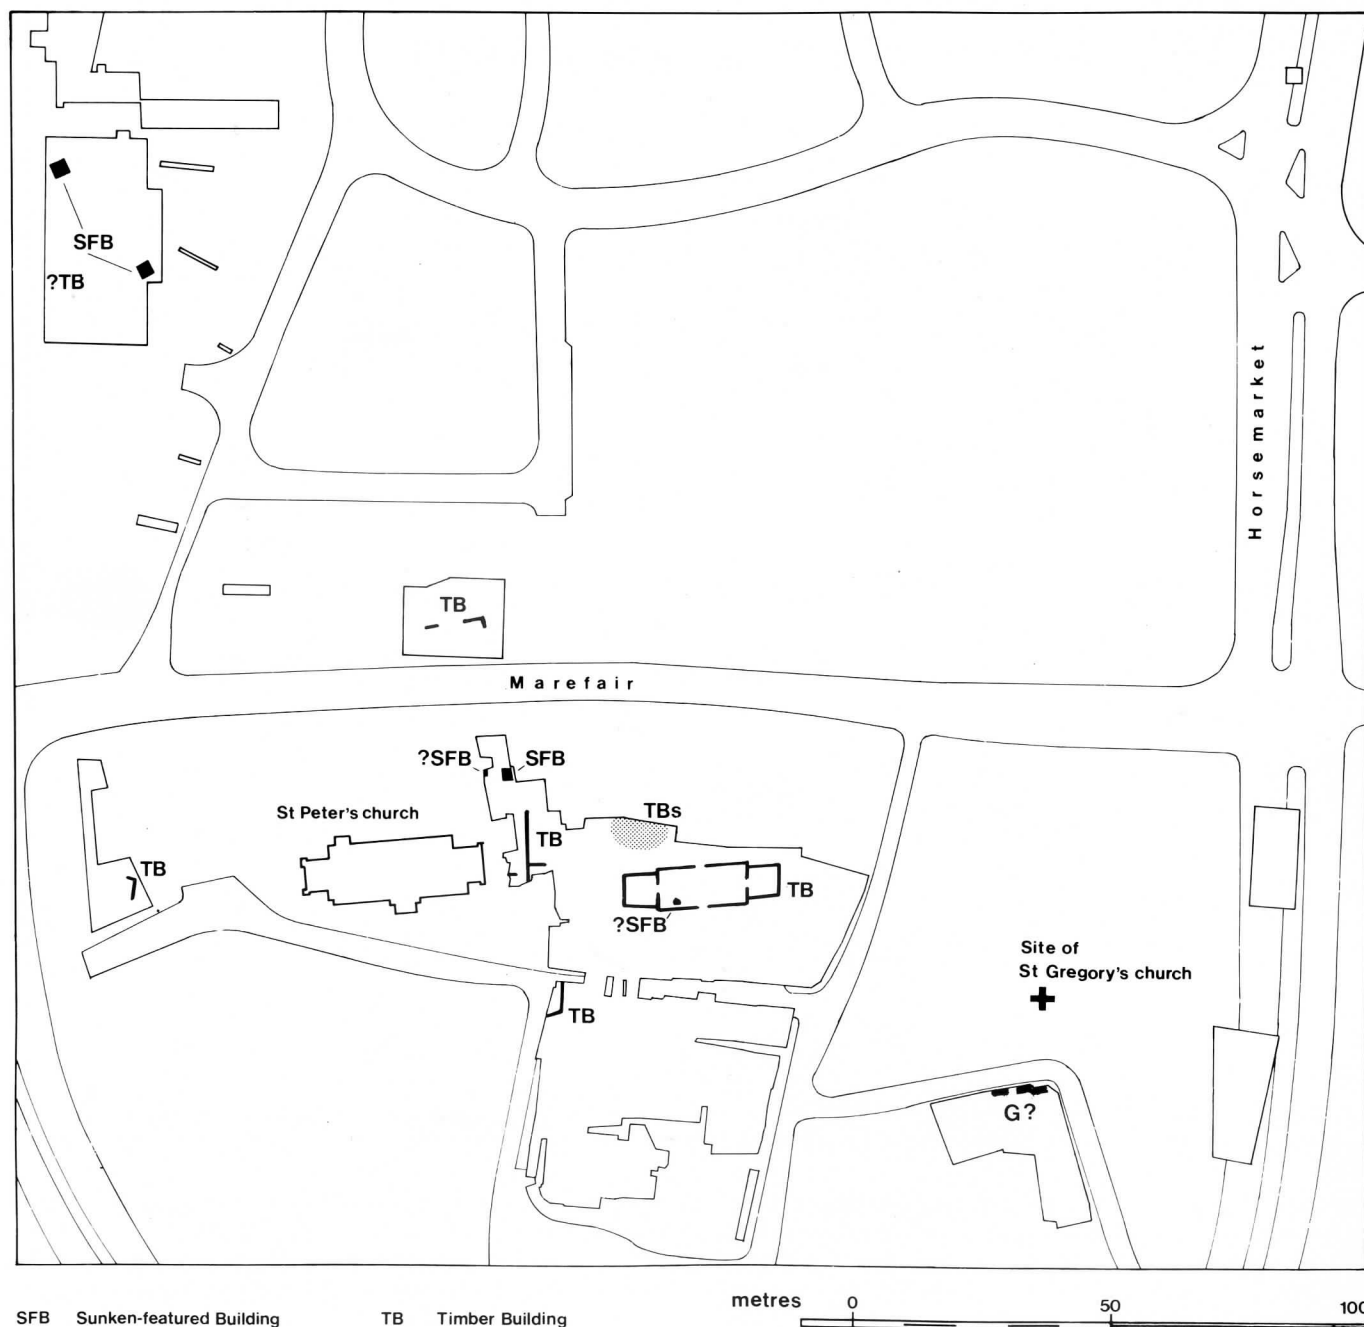 SFB
?TB
Horsemarket
TB
Marefair
?SFB
SFB
St Peter's church
TBs
TB
TB
TB
?SFB
Site of
St Gregory's church
TB
G?
metres 0 50 100
SFB Sunken-featured Building TB Timber Building